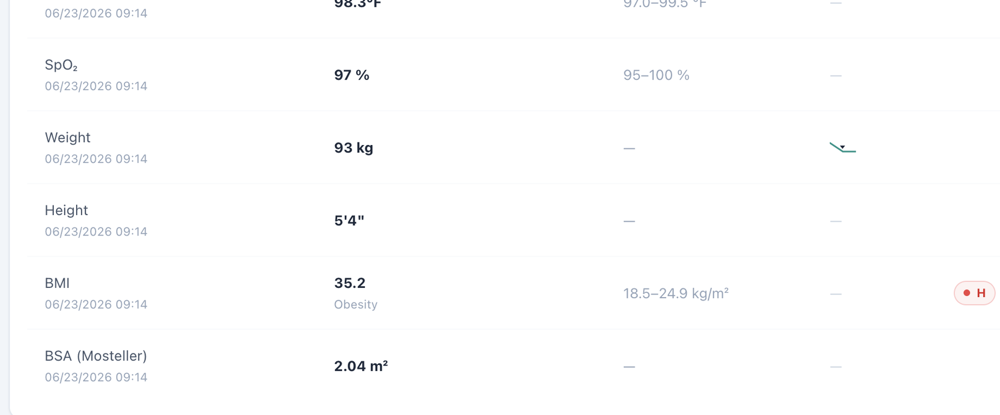 98.3°F
97.0–99.5 °F
—
06/23/2026 09:14
SpO₂
06/23/2026 09:14
97 %
95–100 %
—
Weight
06/23/2026 09:14
93 kg
—
Height
06/23/2026 09:14
5'4"
—
—
BMI
06/23/2026 09:14
35.2
Obesity
18.5–24.9 kg/m²
—
H
BSA (Mosteller)
06/23/2026 09:14
2.04 m²
—
—